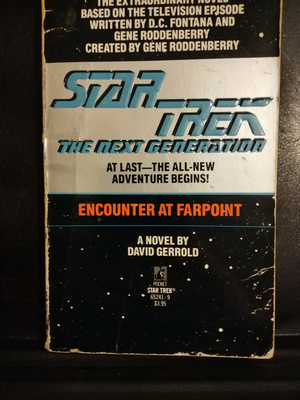 THE EXTRAORDINARY NOVEL
BASED ON THE TELEVISION EPISODE
WRITTEN BY D.C. FONTANA AND
GENE RODDENBERRY
CREATED BY GENE RODDENBERRY
STAR TREK
THE NEXT GENERATION
AT LAST—THE ALL-NEW
ADVENTURE BEGINS!
ENCOUNTER AT FARPOINT
A NOVEL BY
DAVID GERROLD
POCKET
STAR TREK®
65241-9
$3.95